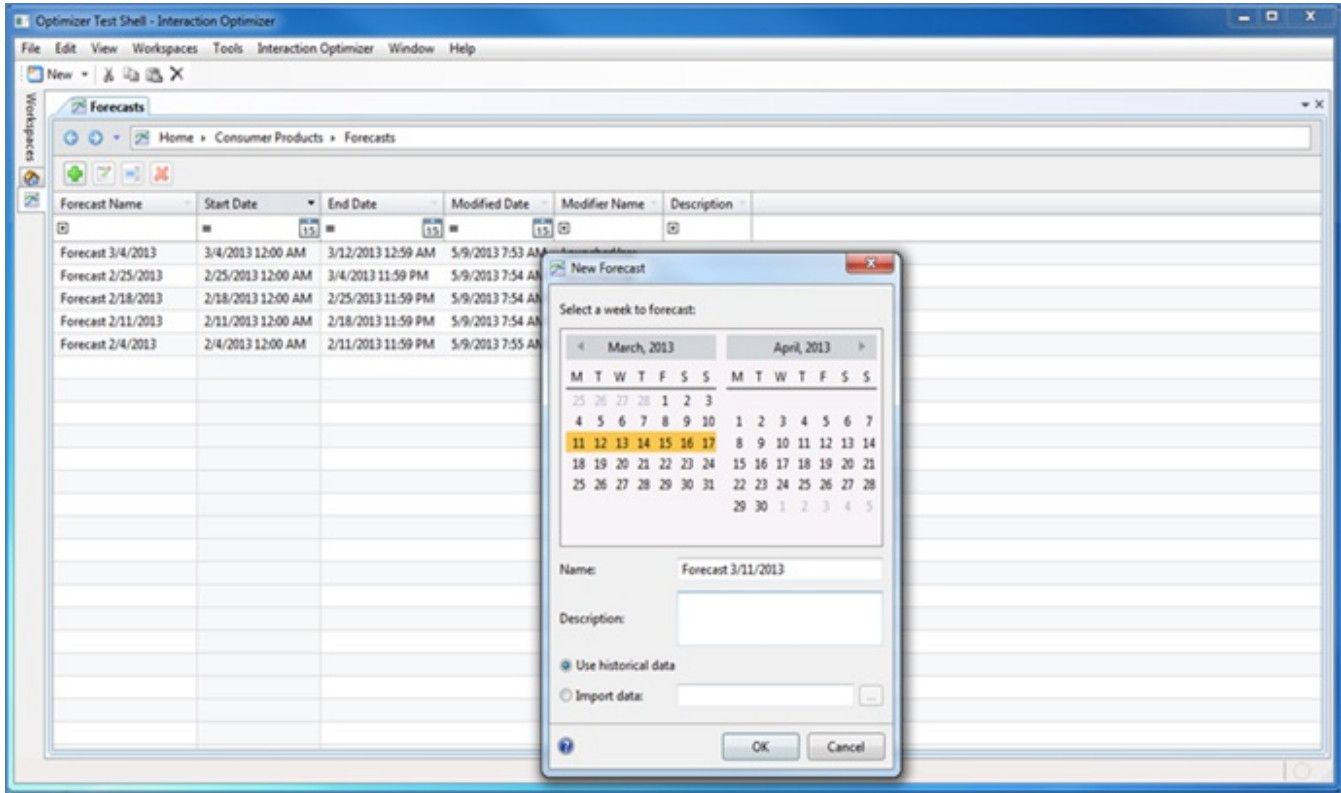 Optimizer Test Shell - Interaction Optimizer
File Edit View Workspaces Tools Interaction Optimizer Window Help
New
Workspaces
Forecasts
Home Consumer Products Forecasts
Forecast Name Start Date End Date Modified Date Modifier Name Description
= 15 = 15 = 15
Forecast 3/4/2013 3/4/2013 12:00 AM 3/12/2013 12:59 AM 5/9/2013 7:53 AM
Forecast 2/25/2013 2/25/2013 12:00 AM 3/4/2013 11:59 PM 5/9/2013 7:54 AM
Forecast 2/18/2013 2/18/2013 12:00 AM 2/25/2013 11:59 PM 5/9/2013 7:54 AM
Forecast 2/11/2013 2/11/2013 12:00 AM 2/18/2013 11:59 PM 5/9/2013 7:54 AM
Forecast 2/4/2013 2/4/2013 12:00 AM 2/11/2013 11:59 PM 5/9/2013 7:55 AM
New Forecast
Select a week to forecast:
March, 2013
M T W T F S S
25 26 27 28 1 2 3
4 5 6 7 8 9 10
11 12 13 14 15 16 17
18 19 20 21 22 23 24
25 26 27 28 29 30 31
April, 2013
M T W T F S S
1 2 3 4 5 6 7
8 9 10 11 12 13 14
15 16 17 18 19 20 21
22 23 24 25 26 27 28
29 30 1 2 3 4 5
Name: Forecast 3/11/2013
Description:
Use historical data
Import data: ...
OK Cancel